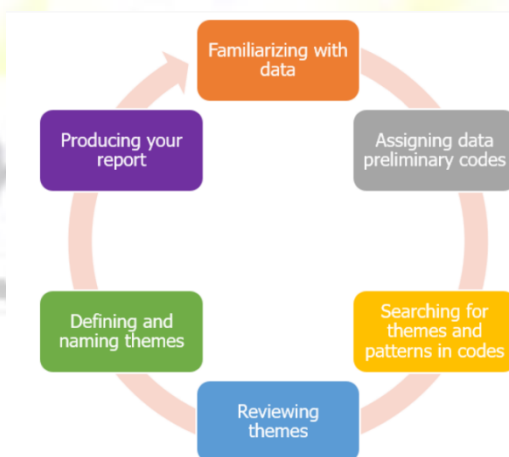 Familiarizing with
data
Assigning data
preliminary codes
Searching for
themes and
patterns in codes
Reviewing
themes
Defining and
naming themes
Producing your
report